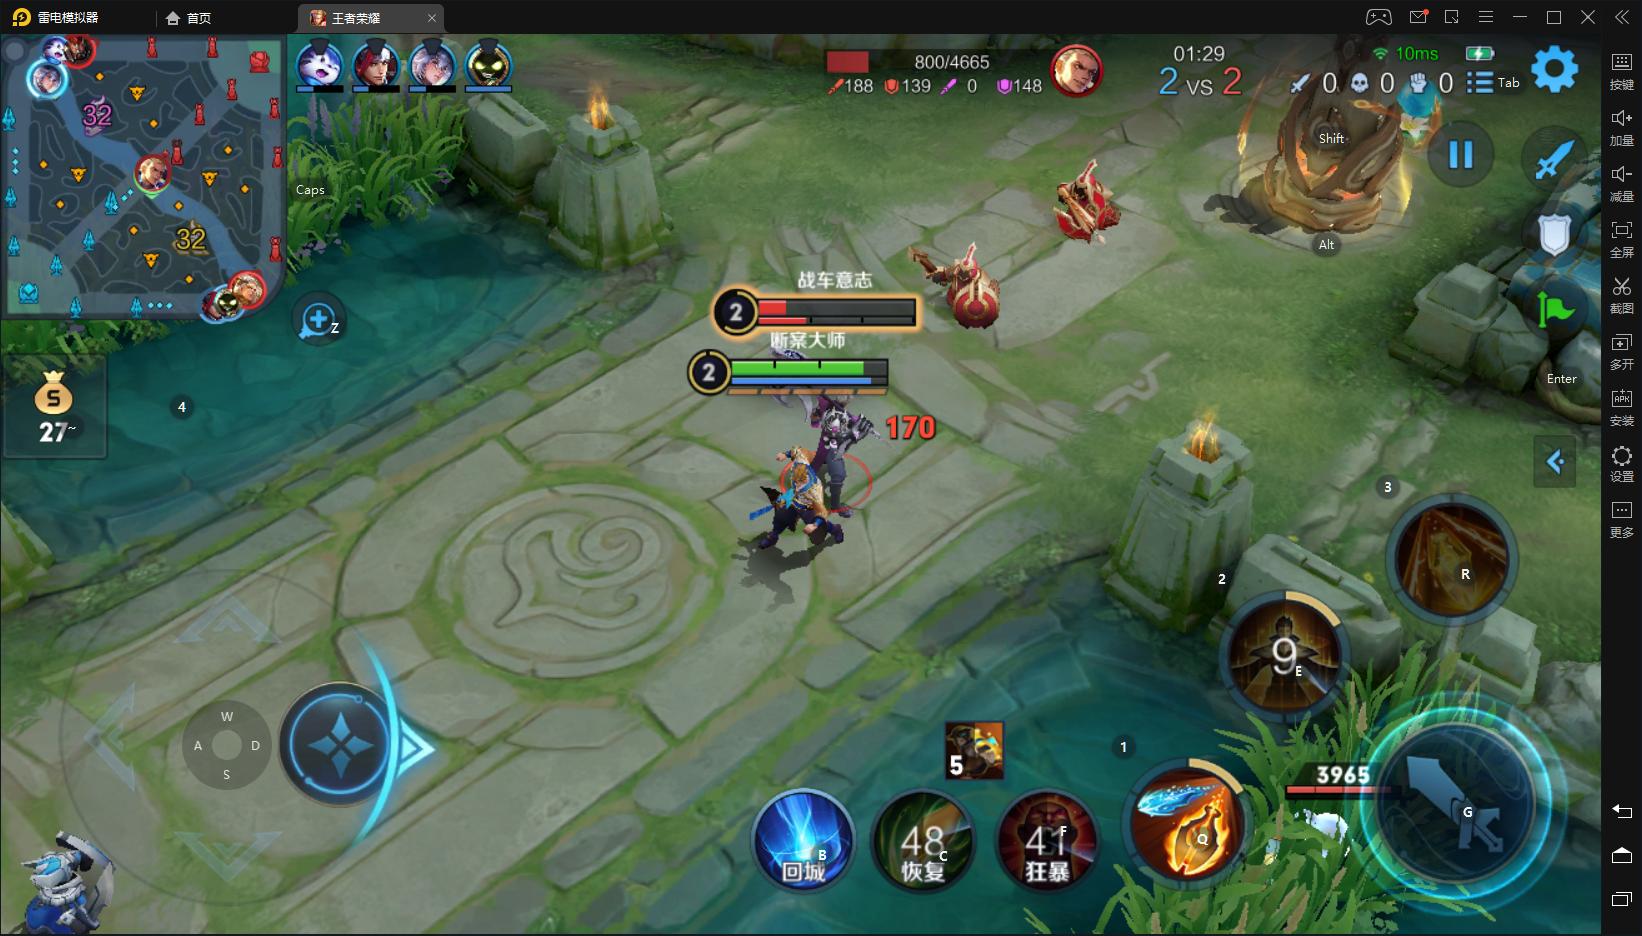 雷电模拟器
首页
王者荣耀
32
32
Caps
800/4665
188 139 0 148
01:29
2 VS 2
10ms
0 0 0 Tab
Shift
Alt
Enter
Z
27~
4
战车意志
2
断案大师
2
170
3
R
2
9
E
1
5
W
A
D
S
B
回城
48
C
恢复
41
F
狂暴
Q
3965
G
按键
加量
减量
全屏
截图
多开
APK
安装
设置
更多